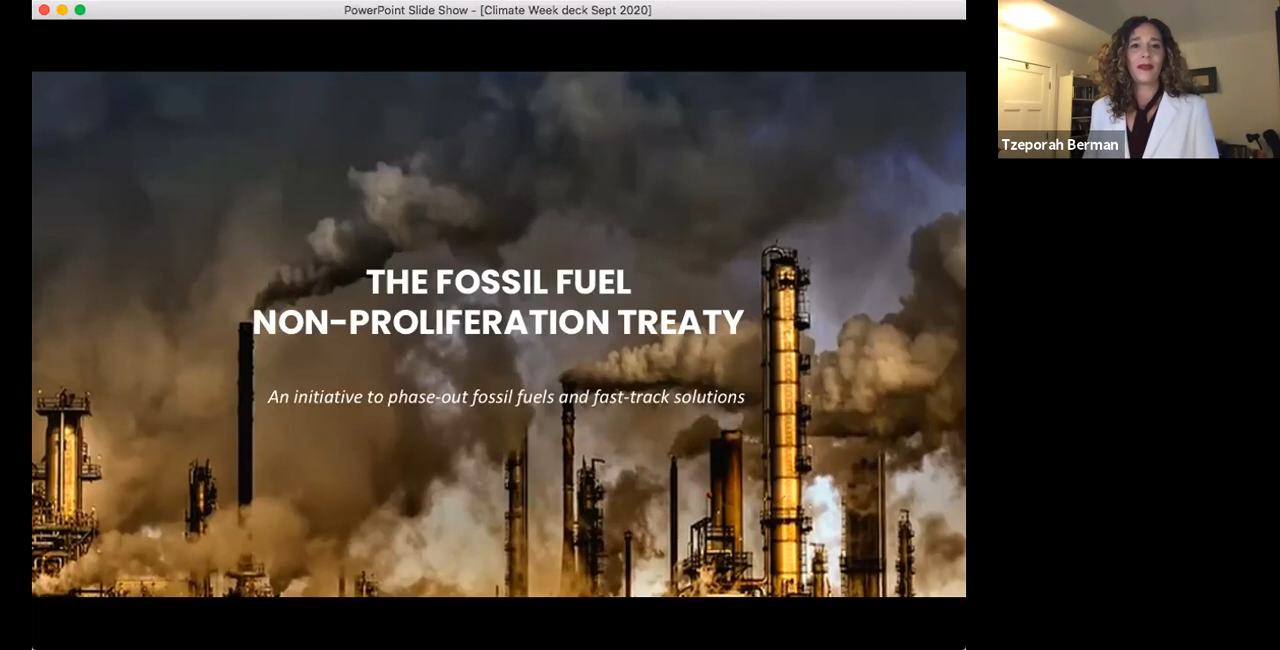 PowerPoint Slide Show - [Climate Week deck Sept 2020]
THE FOSSIL FUEL
NON-PROLIFERATION TREATY
An initiative to phase-out fossil fuels and fast-track solutions
Tzeporah Berman